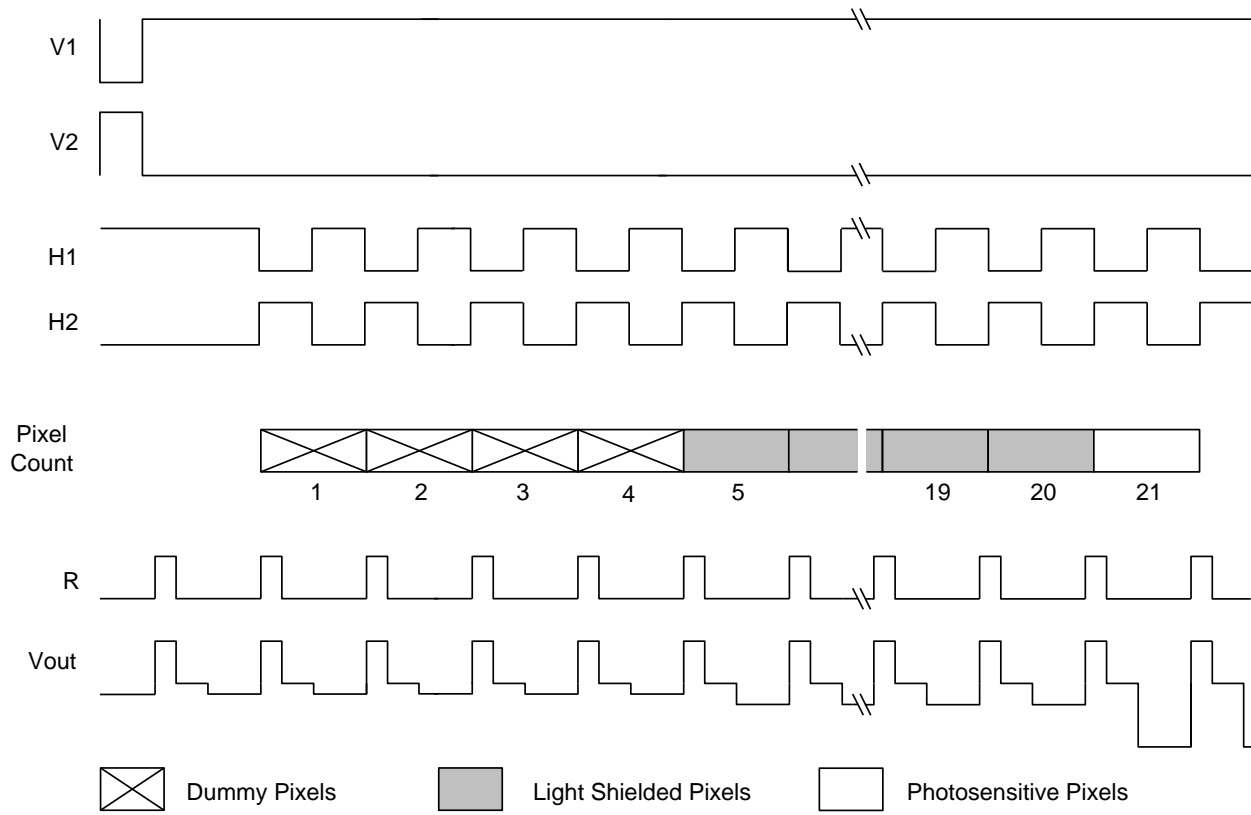 V1
V2
H1
H2
Pixel
Count
1 2 3 4 5 19 20 21
R
Vout
Dummy Pixels Light Shielded Pixels Photosensitive Pixels